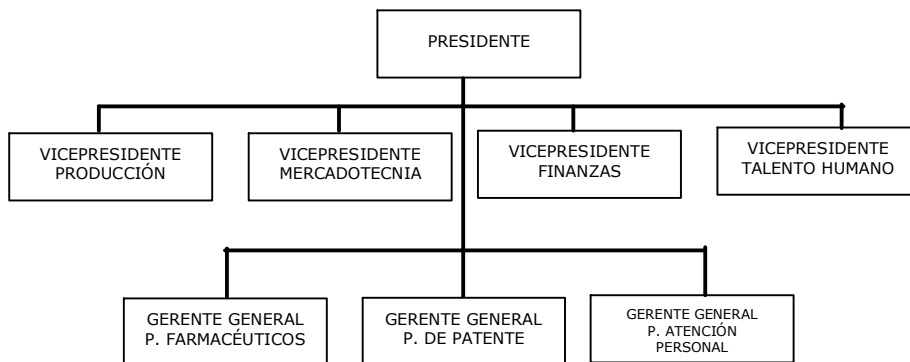 PRESIDENTE
VICEPRESIDENTE
PRODUCCIÓN
VICEPRESIDENTE
MERCADOTECNIA
VICEPRESIDENTE
FINANZAS
VICEPRESIDENTE
TALENTO HUMANO
GERENTE GENERAL
P. FARMACÉUTICOS
GERENTE GENERAL
P. DE PATENTE
GERENTE GENERAL
P. ATENCIÓN
PERSONAL